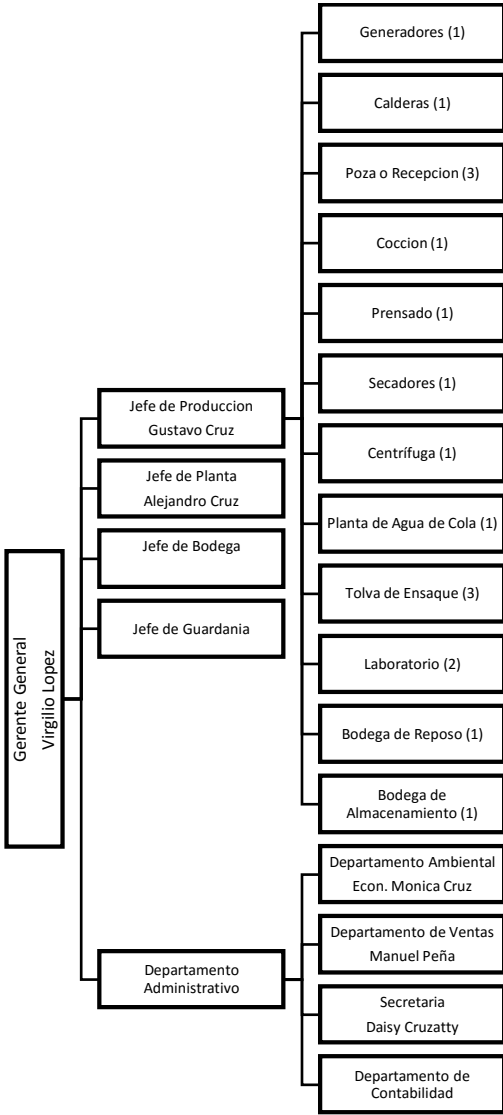 Gerente General
Virgilio Lopez
Jefe de Produccion
Gustavo Cruz
Jefe de Planta
Alejandro Cruz
Jefe de Bodega
Jefe de Guardania
Departamento
Administrativo
Generadores (1)
Calderas (1)
Poza o Recepcion (3)
Coccion (1)
Prensado (1)
Secadores (1)
Centrífuga (1)
Planta de Agua de Cola (1)
Tolva de Ensaque (3)
Laboratorio (2)
Bodega de Reposo (1)
Bodega de
Almacenamiento (1)
Departamento Ambiental
Econ. Monica Cruz
Departamento de Ventas
Manuel Peña
Secretaria
Daisy Cruzatty
Departamento de
Contabilidad